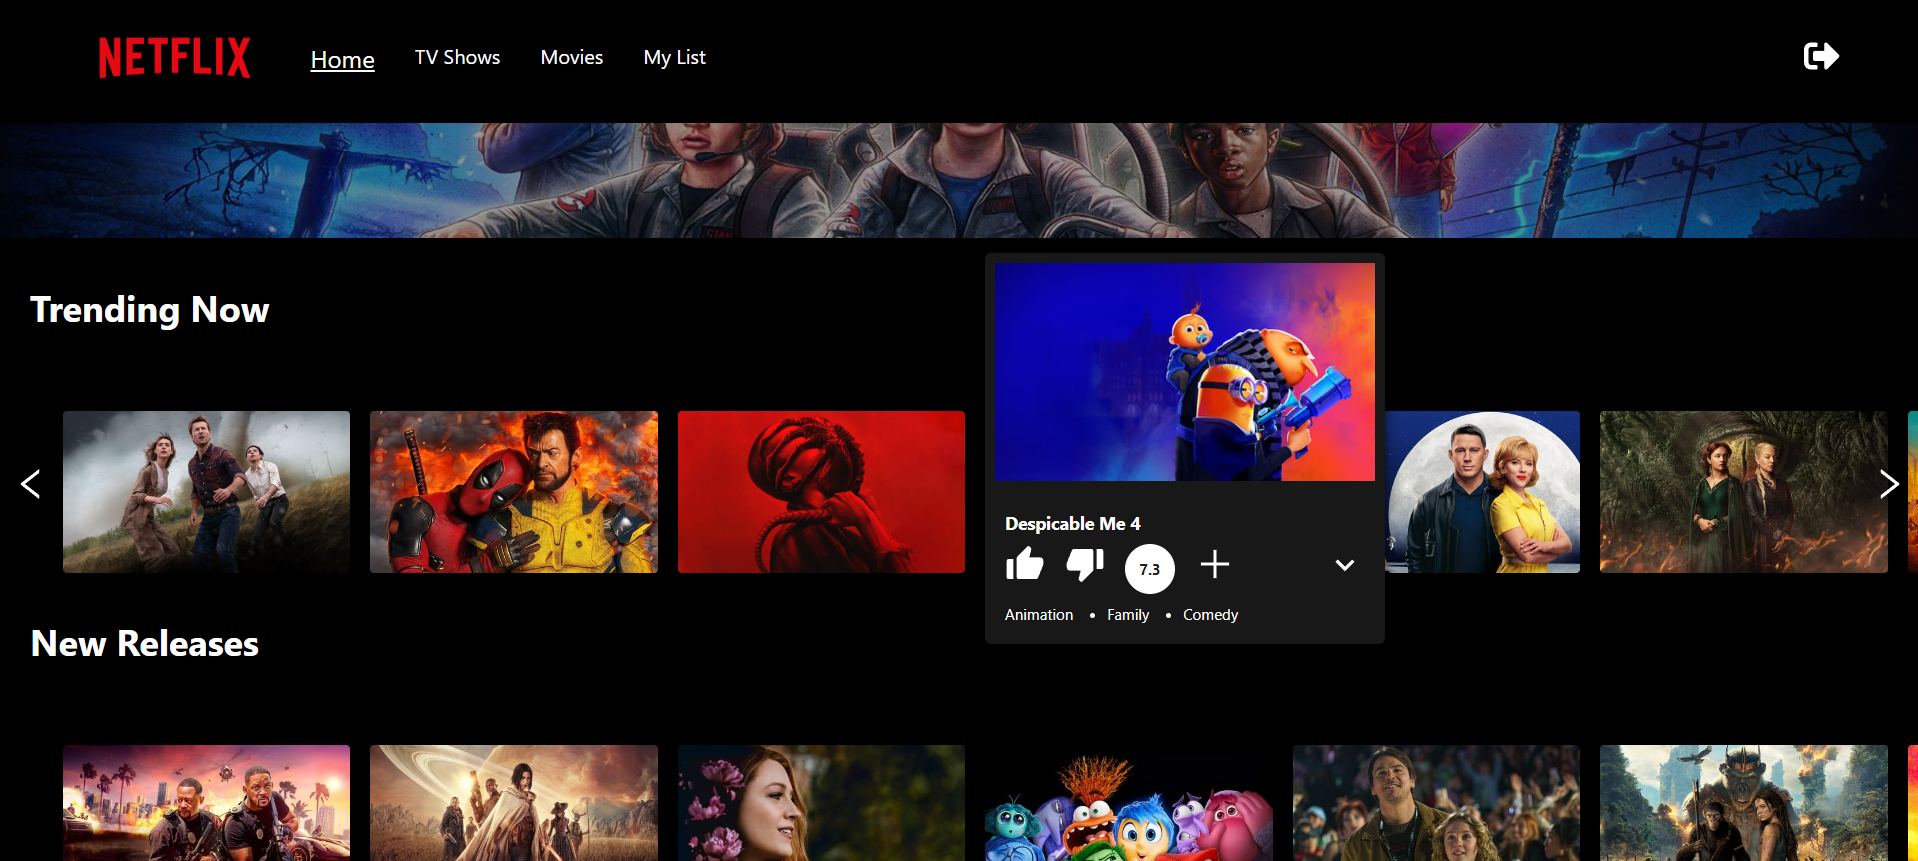 NETFLIX Home TV Shows Movies My List
Trending Now
Despicable Me 4
7.3
Animation • Family • Comedy
New Releases